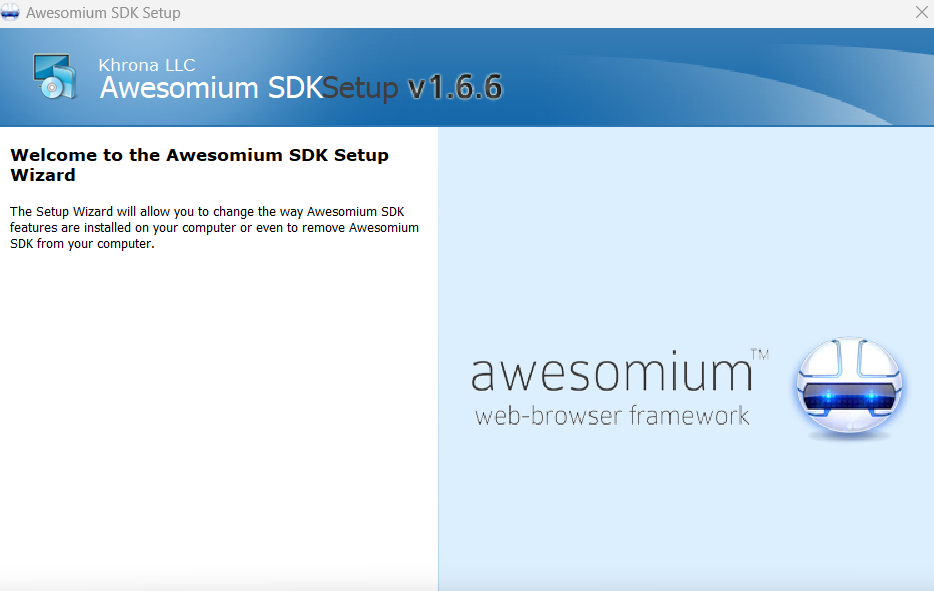 Awesomium SDK Setup
Khrona LLC
Awesomium SDKSetup v1.6.6
Welcome to the Awesomium SDK Setup
Wizard
The Setup Wizard will allow you to change the way Awesomium SDK
features are installed on your computer or even to remove Awesomium
SDK from your computer.
awesomium™
web-browser framework